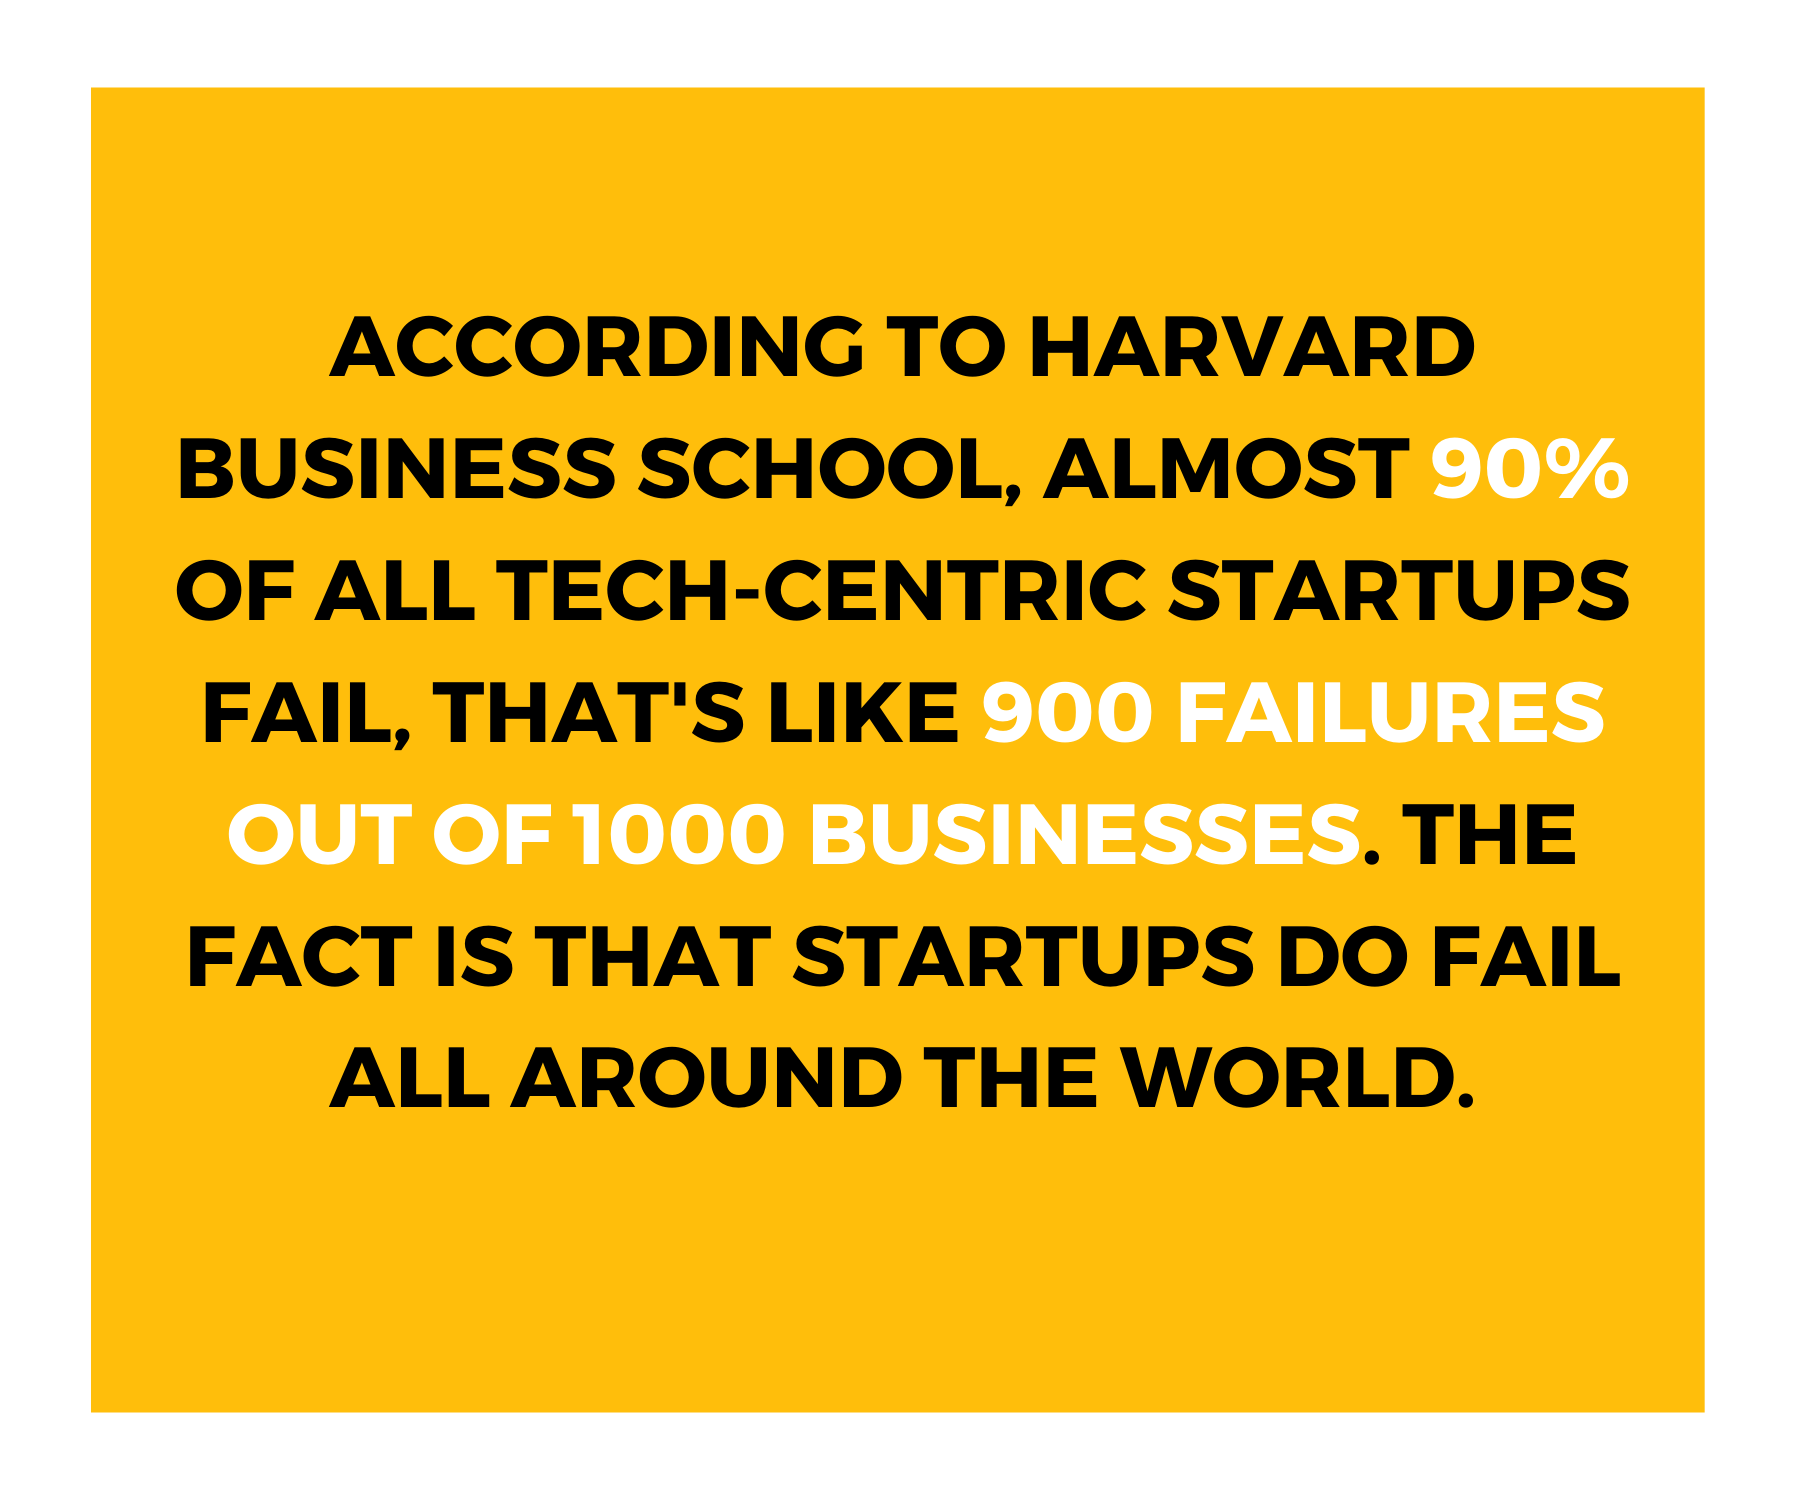 ACCORDING TO HARVARD
BUSINESS SCHOOL, ALMOST 90%
OF ALL TECH-CENTRIC STARTUPS
FAIL, THAT'S LIKE 900 FAILURES
OUT OF 1000 BUSINESSES. THE
FACT IS THAT STARTUPS DO FAIL
ALL AROUND THE WORLD.